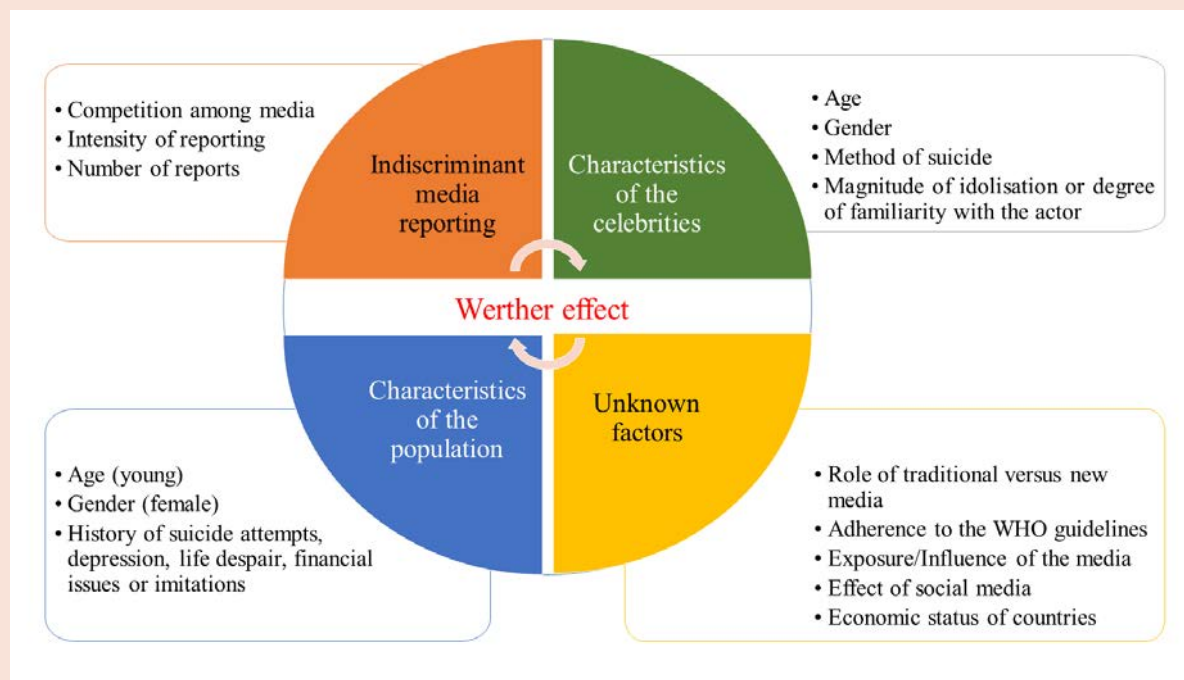 • Competition among media
• Intensity of reporting
• Number of reports
Indiscriminant
media
reporting
Characteristics
of the
celebrities
• Age
• Gender
• Method of suicide
• Magnitude of idolisation or degree
of familiarity with the actor
Werther effect
Characteristics
of the
population
Unknown
factors
• Age (young)
• Gender (female)
• History of suicide attempts,
depression, life despair, financial
issues or imitations
• Role of traditional versus new
media
• Adherence to the WHO guidelines
• Exposure/Influence of the media
• Effect of social media
• Economic status of countries